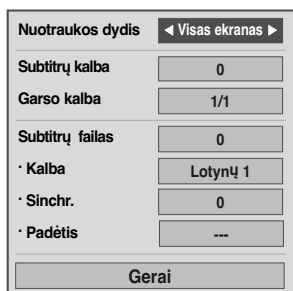 Nuotraukos dydis ◀ Visas ekranas ▶
Subtitrų kalba 0
Garso kalba 1/1
Subtitrų failas 0
· Kalba Lotynų 1
· Sinchr. 0
· Padėtis ---
Gerai